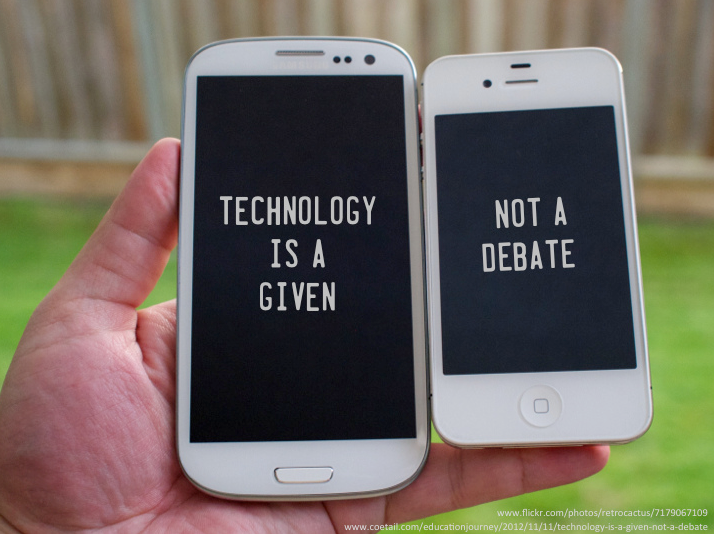 TECHNOLOGY
IS A
GIVEN
NOT A
DEBATE
www.flickr.com/photos/retrocactus/7179067109
www.coetail.com/educationjourney/2012/11/11/technology-is-a-given-not-a-debate